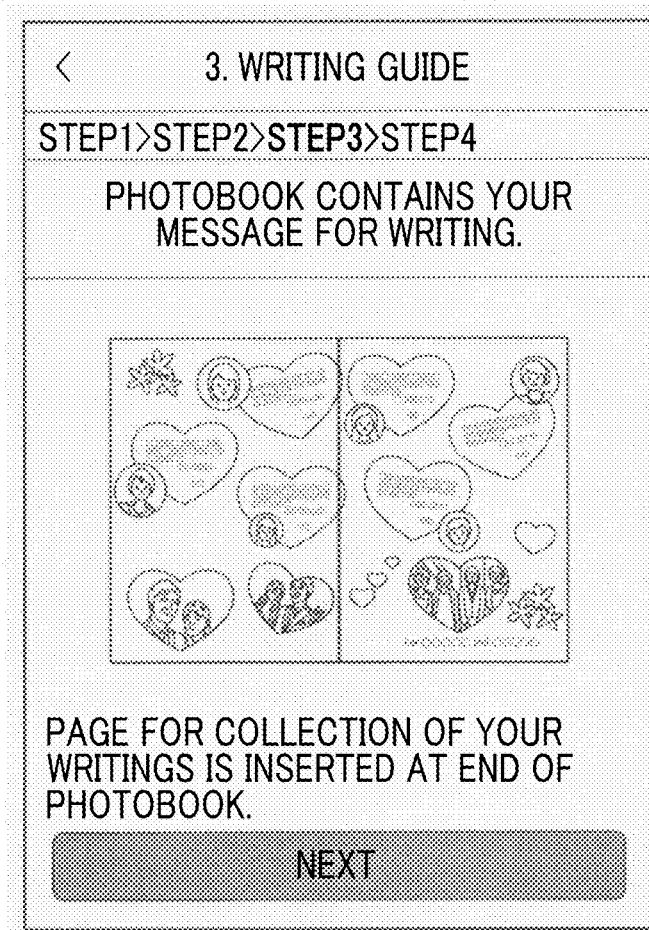 < 3. WRITING GUIDE
STEP1>STEP2>STEP3>STEP4
PHOTOBOOK CONTAINS YOUR
MESSAGE FOR WRITING.
PAGE FOR COLLECTION OF YOUR
WRITINGS IS INSERTED AT END OF
PHOTOBOOK.
NEXT